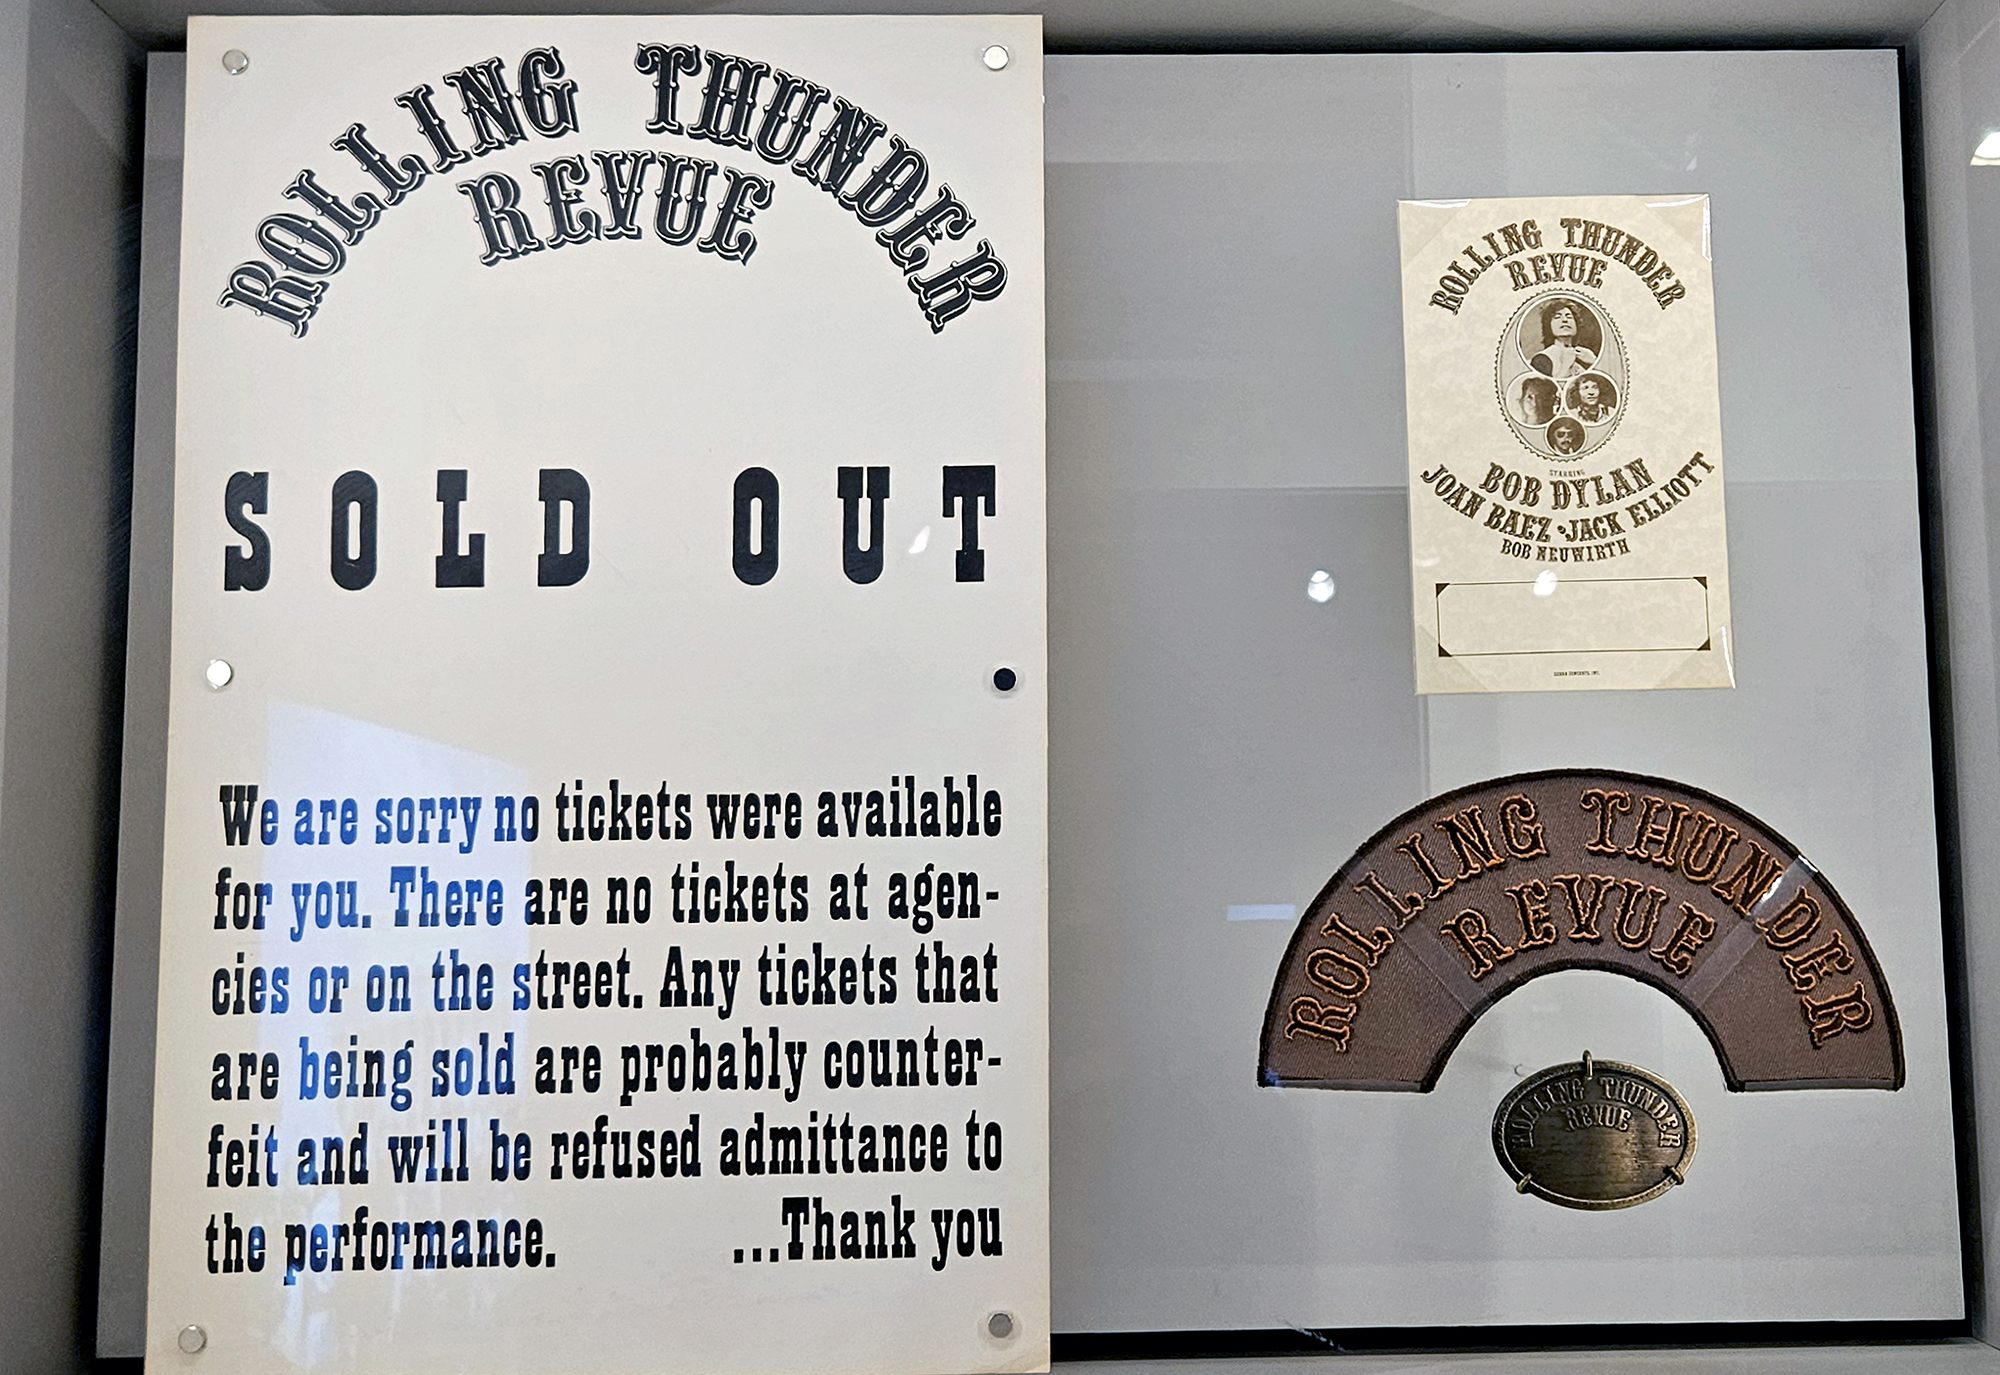 ROLLING THUNDER
REVUE
SOLD OUT
We are sorry no tickets were available
for you. There are no tickets at agen-
cies or on the street. Any tickets that
are being sold are probably counter-
feit and will be refused admittance to
the performance. ...Thank you
ROLLING THUNDER
REVUE
STARRING
BOB DYLAN
JOAN BAEZ • JACK ELLIOTT
BOB NEUWIRTH
ROLLING THUNDER
REVUE
ROLLING THUNDER
REVUE